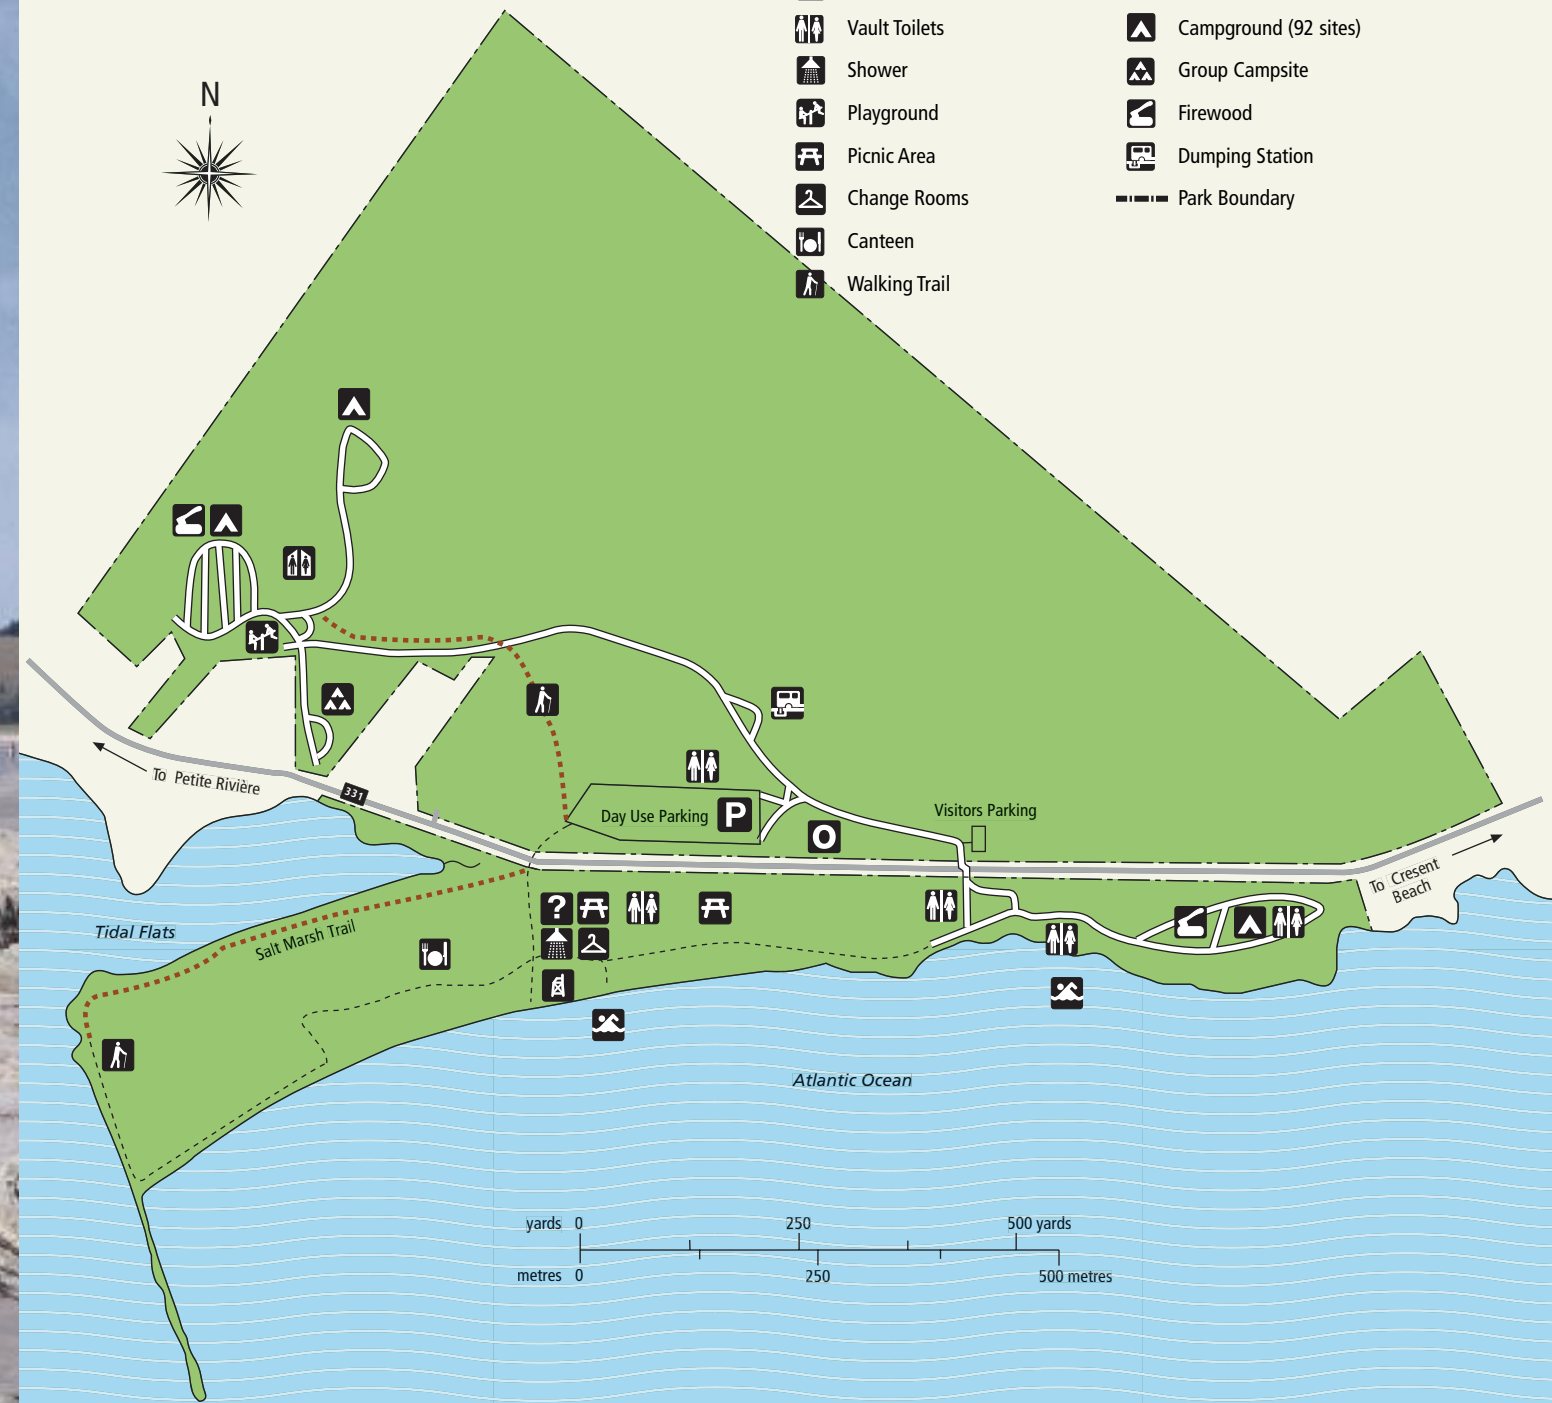 Vault Toilets
Shower
Playground
Picnic Area
Change Rooms
Canteen
Walking Trail
Campground (92 sites)
Group Campsite
Firewood
Dumping Station
Park Boundary
N
To Petite Rivière
331
Day Use Parking
P
O
Visitors Parking
To Cresent
Beach
Tidal Flats
Salt Marsh Trail
?
Atlantic Ocean
yards 0 250 500 yards
metres 0 250 500 metres